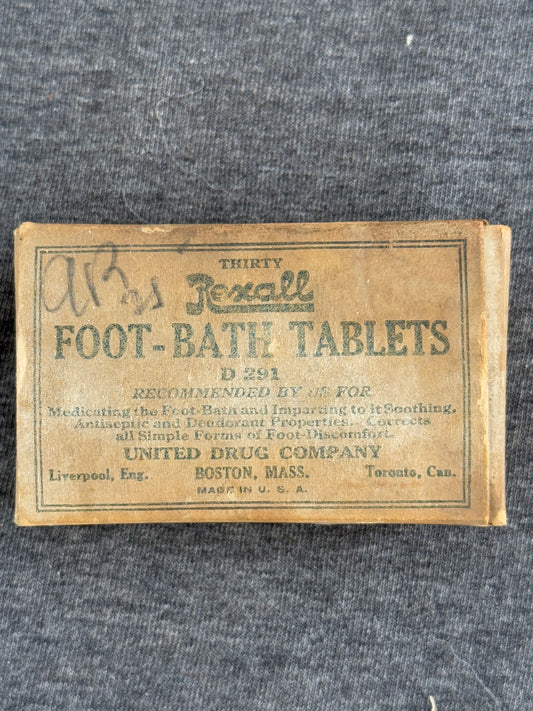 THIRTY
Rexall
FOOT-BATH TABLETS
D 291
RECOMMENDED BY US FOR
Medicating the Foot-Bath and Imparting to it Soothing,
Antiseptic and Deodorant Properties. Corrects
all Simple Forms of Foot-Discomfort.
UNITED DRUG COMPANY
Liverpool, Eng. BOSTON, MASS. Toronto, Can.
MADE IN U. S. A.